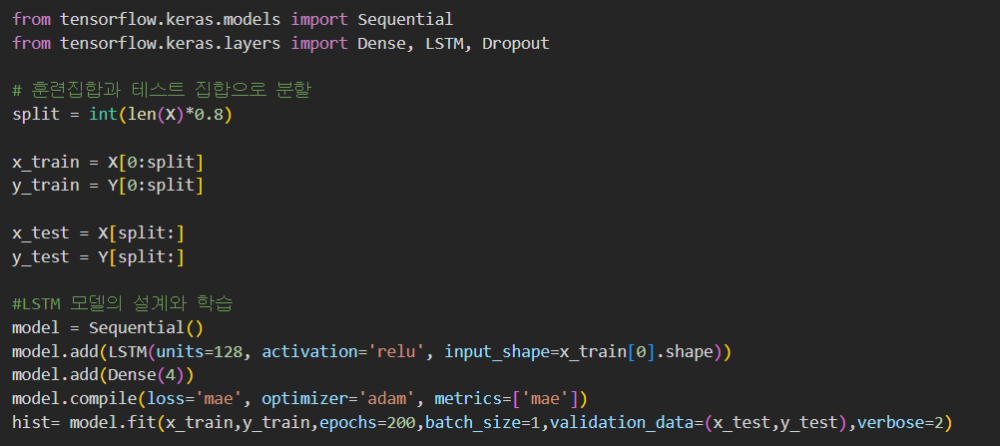 from tensorflow.keras.models import Sequential
from tensorflow.keras.layers import Dense, LSTM, Dropout
# 훈련집합과 테스트 집합으로 분할
split = int(len(X)*0.8)
x_train = X[0:split]
y_train = Y[0:split]
x_test = X[split:]
y_test = Y[split:]
#LSTM 모델의 설계와 학습
model = Sequential()
model.add(LSTM(units=128, activation='relu', input_shape=x_train[0].shape))
model.add(Dense(4))
model.compile(loss='mae', optimizer='adam', metrics=['mae'])
hist= model.fit(x_train,y_train,epochs=200,batch_size=1,validation_data=(x_test,y_test),verbose=2)